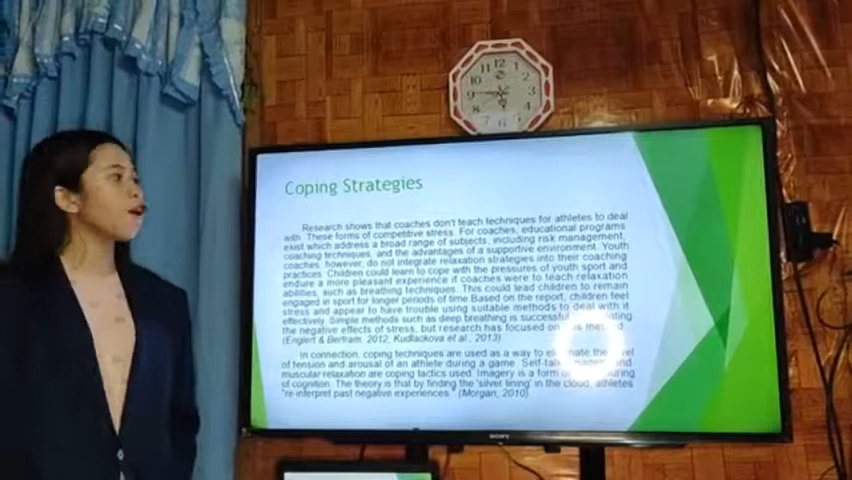 12
11
1
10
2
9
3
8
Coping Strategies
Research shows that coaches don't teach techniques for athletes to deal
with. These forms of competitive stress. For coaches, educational programs
exist which address a broad range of subjects, including risk management,
coaching techniques, and the advantages of a supportive environment. Youth
coaches, however, do not integrate relaxation strategies into their coaching
practices. Children could learn to cope with the pressures of youth sport and
endure a more pleasant experience if coaches were to teach relaxation
abilities, such as breathing techniques. This could lead children to remain
engaged in sport for longer periods of time Based on the report, children feel
stress and appear to have trouble using suitable methods to deal with
effectively. Simple methods such as deep breathing is successful
the negative effects of stress, but research has focused on
(Englert & Bertram, 2012, Kudlackova et al., 2013)
In connection, coping techniques are used as a way to the
of tension and arousal of an athlete during a game. Self-talk, and
muscular relaxation are coping tactics used. Imagery is a form
of cognition. The theory is that by finding the 'silver lining' in the cloud, athletes
"re-interpret past negative experiences." (Morgan, 2010).
SONY